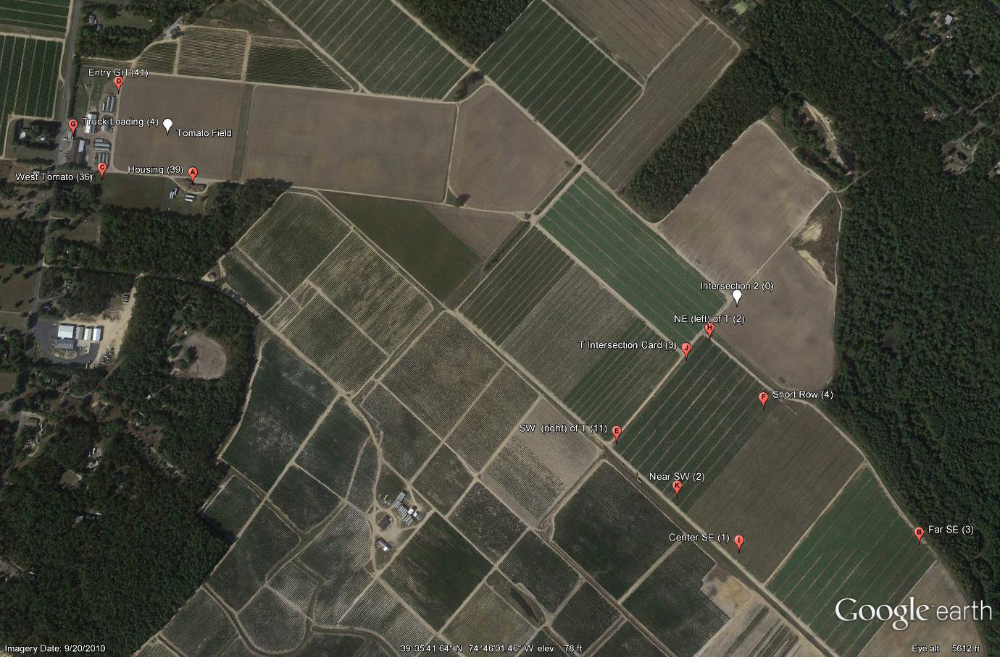 Entry GH (41)
D
Truck Loading (4)
G
Tomato Field
Housing (39)
A
West Tomato (36)
C
Intersection 2 (0)
NE (left) of T (2)
H
T Intersection Card (3)
J
Short Row (4)
F
SW (right) of T (11)
E
Near SW (2)
K
Center SE (1)
I
Far SE (3)
B
Google earth
Imagery Date: 9/20/2010
39°35'41.64" N 74°46'01.46" W elev 78 ft
Eye alt 5612 ft